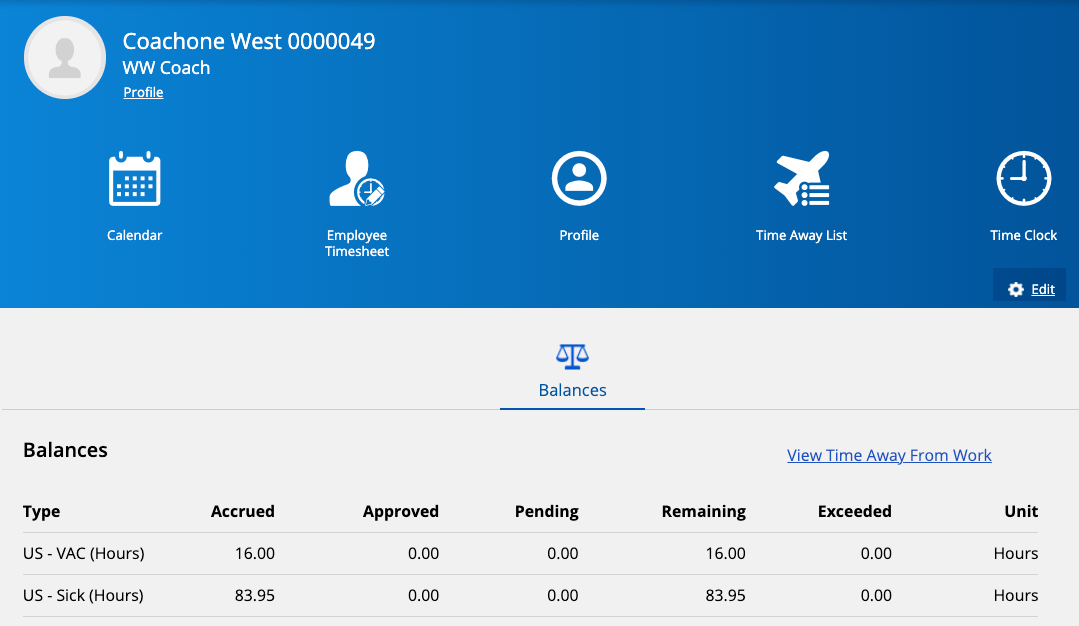 Coachone West 0000049
WW Coach
Profile
Calendar
Employee
Timesheet
Profile
Time Away List
Time Clock
Edit
Balances
Balances
View Time Away From Work
Type Accrued Approved Pending Remaining Exceeded Unit
US - VAC (Hours) 16.00 0.00 0.00 16.00 0.00 Hours
US - Sick (Hours) 83.95 0.00 0.00 83.95 0.00 Hours